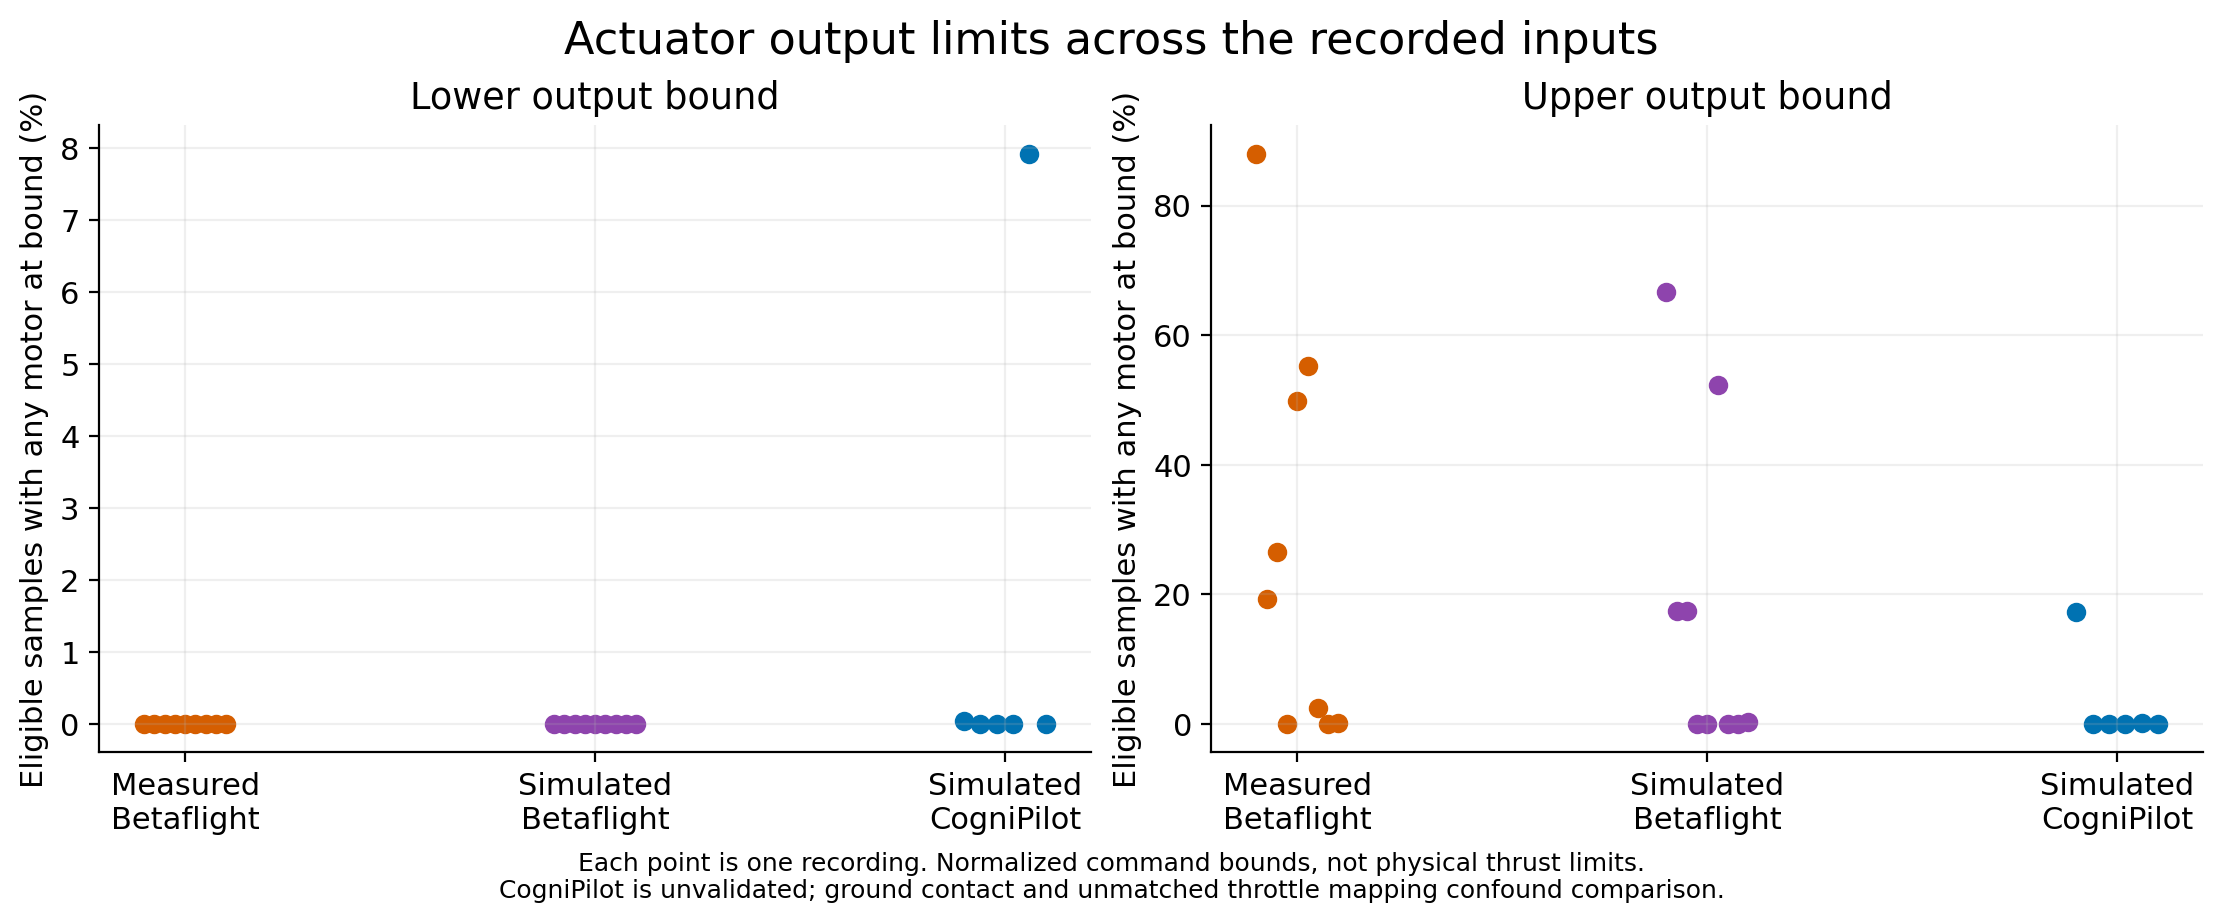 Actuator output limits across the recorded inputs
Lower output bound
Eligible samples with any motor at bound (%)
8
7
6
5
4
3
2
1
0
Measured
Betaflight
Simulated
Betaflight
Simulated
CogniPilot
Upper output bound
Eligible samples with any motor at bound (%)
80
60
40
20
0
Measured
Betaflight
Simulated
Betaflight
Simulated
CogniPilot
Each point is one recording. Normalized command bounds, not physical thrust limits.
CogniPilot is unvalidated; ground contact and unmatched throttle mapping confound comparison.